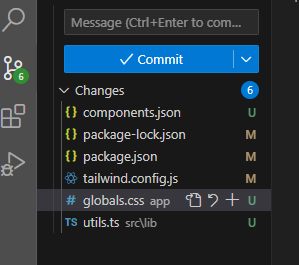 Message (Ctrl+Enter to com...
Commit
6
Changes 6
{} components.json U
{} package-lock.json M
{} package.json M
tailwind.config.js M
# globals.css app U
TS utils.ts src\lib U